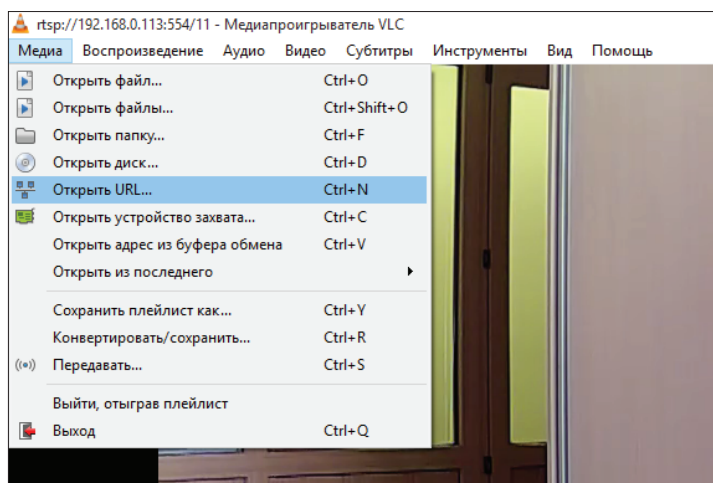 rtsp://192.168.0.113:554/11 - Медиапроигрыватель VLC
Медиа Воспроизведение Аудио Видео Субтитры Инструменты Вид Помощь
Открыть файл... Ctrl+O
Открыть файлы... Ctrl+Shift+O
Открыть папку... Ctrl+F
Открыть диск... Ctrl+D
Открыть URL... Ctrl+N
Открыть устройство захвата... Ctrl+C
Открыть адрес из буфера обмена Ctrl+V
Открыть из последнего
Сохранить плейлист как... Ctrl+Y
Конвертировать/сохранить... Ctrl+R
Передавать... Ctrl+S
Выйти, отыграв плейлист
Выход Ctrl+Q